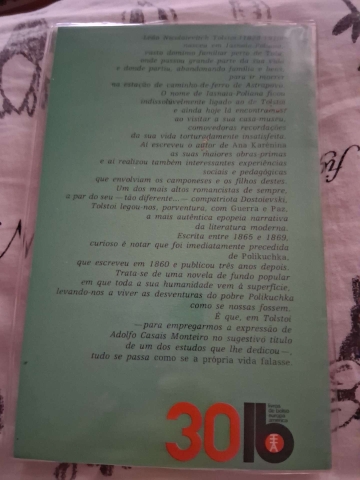 Leão Nicolaievitch Tolstoi
nasceu em Iasnaia-Poliana
vasto domínio familiar perto de Tula,
onde passou grande parte da sua vida
e donde partiu, abandonando família e bens,
para ir morrer
na estação de caminho-de-ferro de Astopovo.
O nome de Iasnaia-Poliana ficou
indissoluvelmente ligado ao de Tolstoi
e ainda hoje lá encontramos
ao visitar a sua casa-museu,
comovedoras recordações
da sua vida torturadamente insatisfeita.
Aí escreveu o autor de Ana Karénina
as suas maiores obras primas
e aí realizou também interessantes experiências
sociais e pedagógicas
que envolviam os camponeses e os filhos destes.
Um dos mais altos romancistas de sempre,
a par do seu —tão diferente...— compatriota Dostoievski,
Tolstoi legou-nos, porventura, com Guerra e Paz,
a mais autêntica epopeia narrativa
da literatura moderna.
Escrita entre 1865 e 1869,
curioso é notar que foi imediatamente precedida
de Polikuchka,
que escreveu em 1860 e publicou três anos depois.
Trata se de uma novela de fundo popular
em que toda a sua humanidade vem à superfície,
levando-nos a viver as desventuras do pobre Polikuchka
como se nossas fossem.
É que, em Tolstoi
—para empregarmos a expressão de
Adolfo Casais Monteiro no sugestivo título
de um dos estudos que lhe dedicou—,
tudo se passa como se a própria vida falasse
30 lb
livros
de bolso
europa
américa